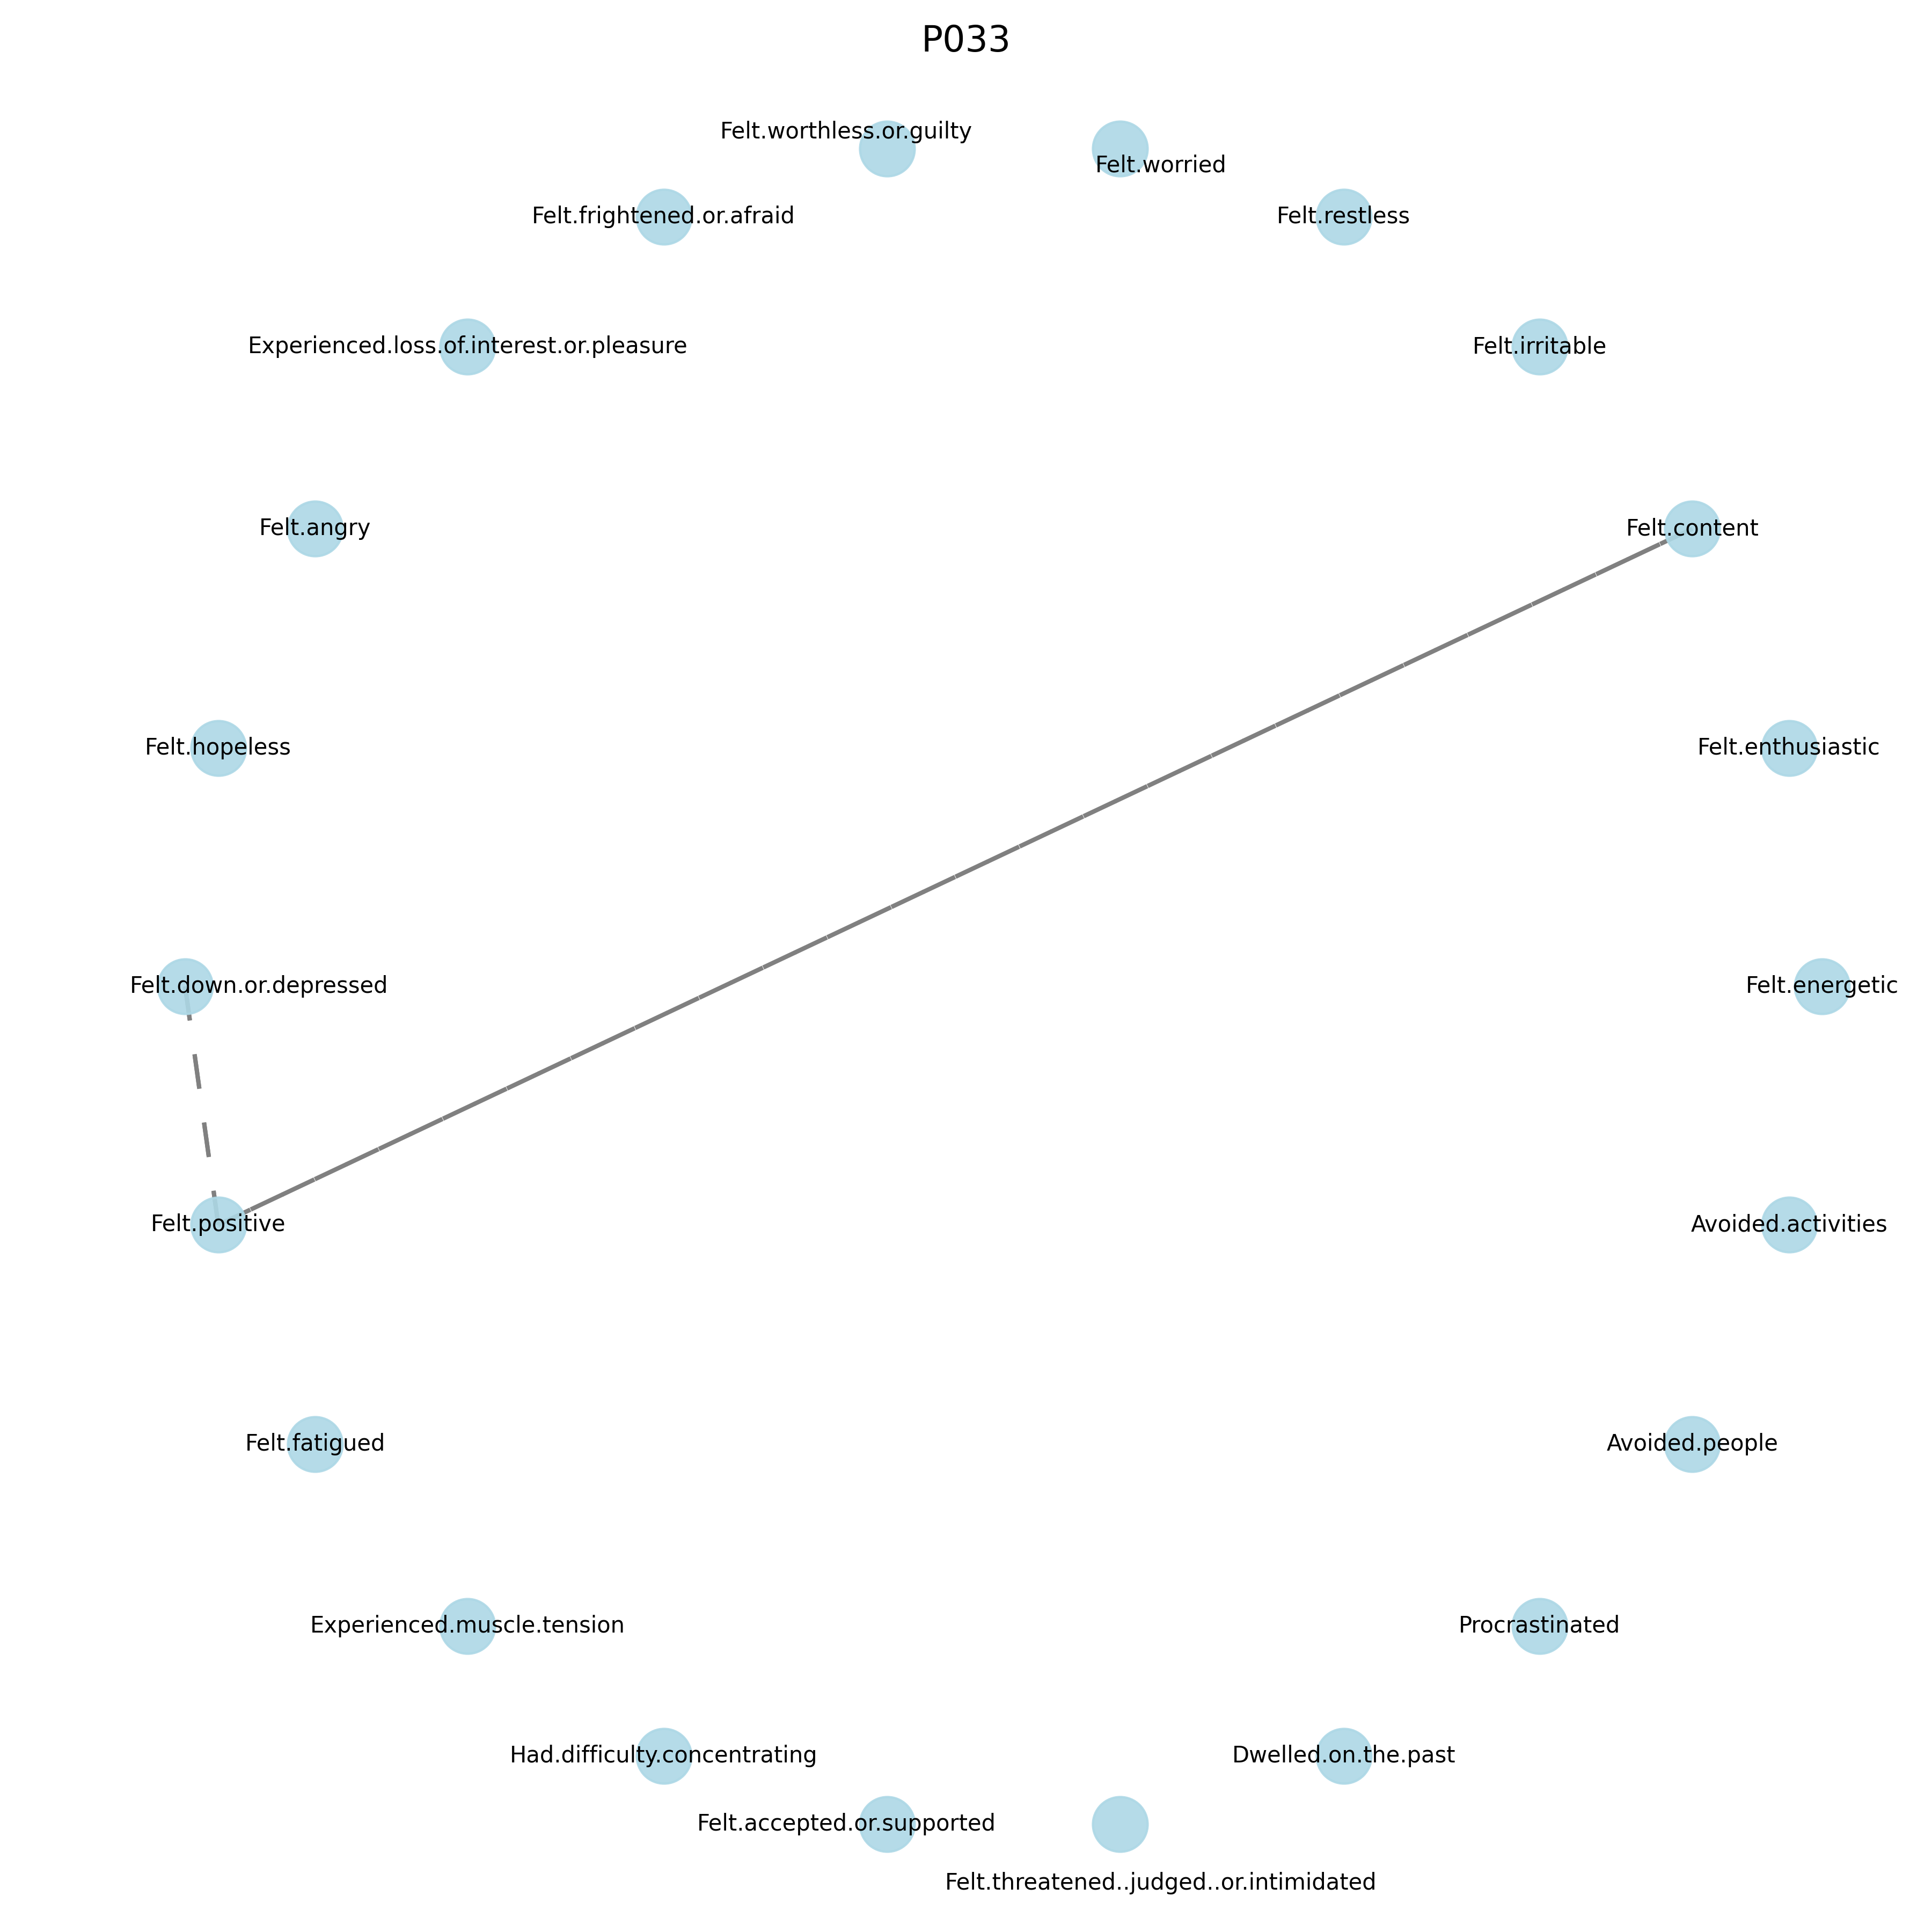 P033
Felt.worthless.or.guilty
Felt.worried
Felt.frightened.or.afraid
Felt.restless
Experienced.loss.of.interest.or.pleasure
Felt.irritable
Felt.angry
Felt.content
Felt.hopeless
Felt.enthusiastic
Felt.down.or.depressed
Felt.energetic
Felt.positive
Avoided.activities
Felt.fatigued
Avoided.people
Experienced.muscle.tension
Procrastinated
Had.difficulty.concentrating
Dwelled.on.the.past
Felt.accepted.or.supported
Felt.threatened..judged..or.intimidated